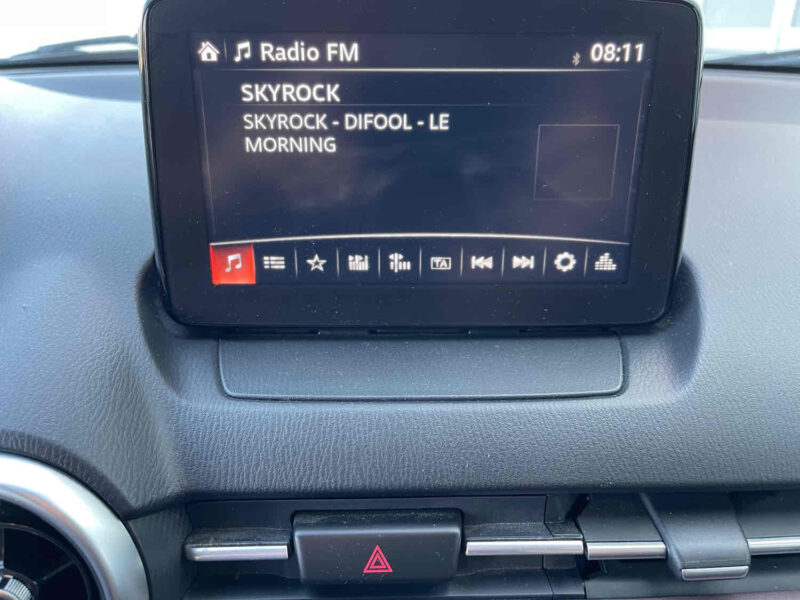 Radio FM 08:11
SKYROCK
SKYROCK - DIFOOL - LE
MORNING
TA